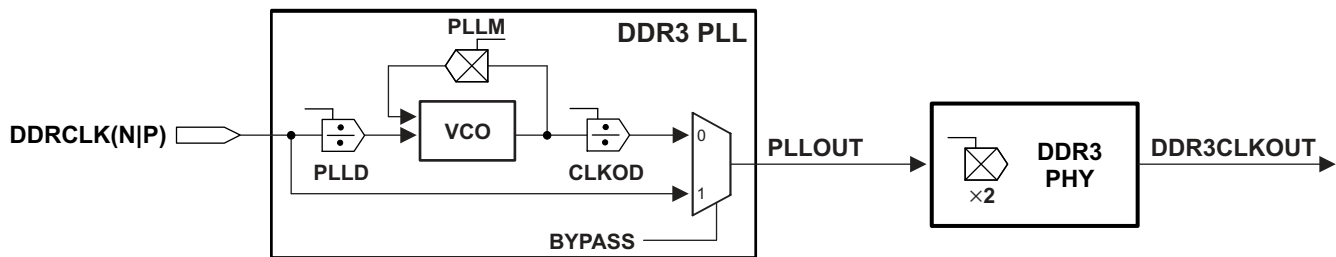 PLLM
DDR3 PLL
DDRCLK(N|P)
VCO
PLLD
CLKOD
0
1
BYPASS
PLLOUT
×2
DDR3
PHY
DDR3CLKOUT